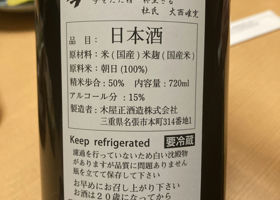 杜氏 大西唯克
品目：日本酒
原材料：米（国産）米麹（国産米）
原料米：朝日（100%）
精米歩合：50% 内容量：720ml
アルコール分 ：15%
製造者：木屋正酒造株式会社
三重県名張市本町314番地1
Keep refrigerated 要冷蔵
濾過を行っていないため白い沈殿物
がありますが品質に問題ありません
瓶を立てて保存して下さい
お早めにお召し上がり下さい
お酒は20歳になってから